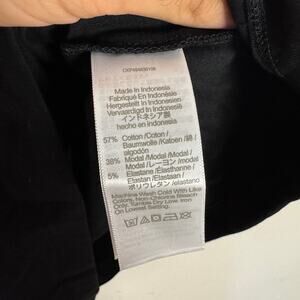 Made In Indonesia
Fabriqué En Indonésie
Hergestellt In Indonesien
Vervaardigd In Indonesië
インドネシア製
hecho en indonesia
57% Cotton /Coton /
Baumwolle /Katoen /綿 /
algodón
38% Modal /Modal /Modal /
Modal /レーヨン /modal
5% Elastane /Élasthanne /
Elastan /Elastaan /
ポリウレタン /elastano
Machine Wash Cold With Like
Colors, Non-Chlorine Bleach
Only, Tumble Dry Low, Iron
On Lowest Setting